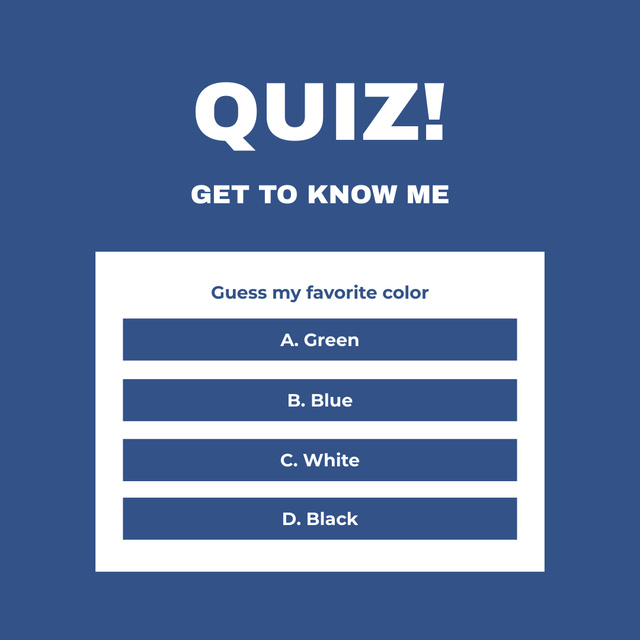 QUIZ!
GET TO KNOW ME
Guess my favorite color
A. Green
B. Blue
C. White
D. Black